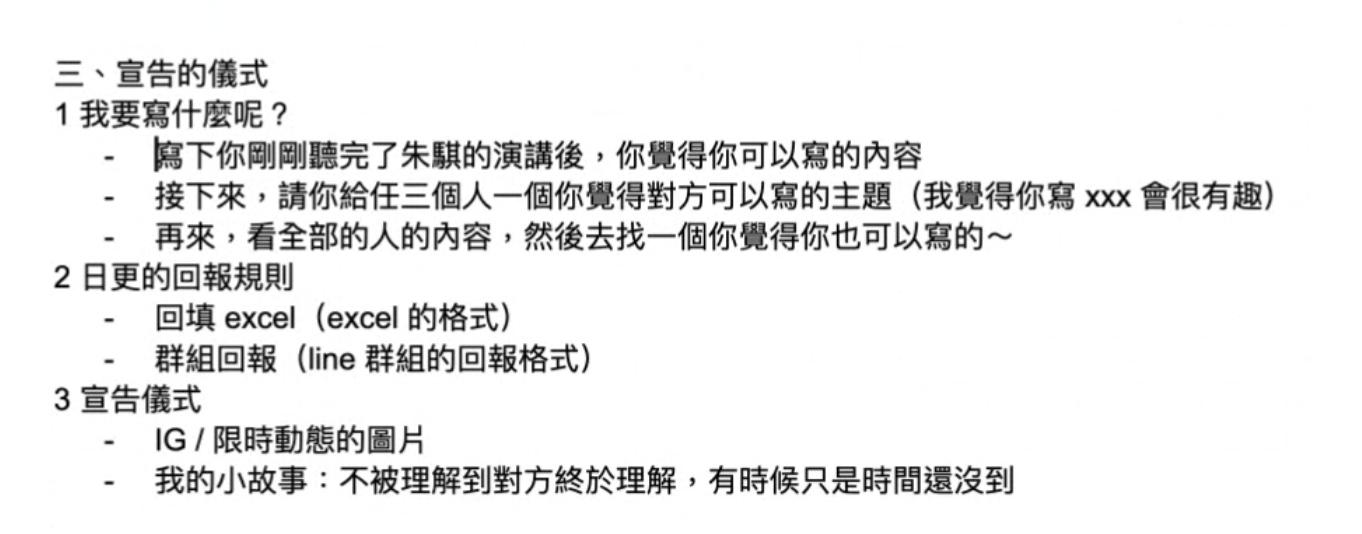 三、宣告的儀式
1 我要寫什麼呢？
- 寫下你剛剛聽完了朱騏的演講後，你覺得你可以寫的內容
- 接下來，請你給任三個人一個你覺得對方可以寫的主題（我覺得你寫 xxx 會很有趣）
- 再來，看全部的人的內容，然後去找一個你覺得你也可以寫的～
2 日更的回報規則
- 回填 excel（excel 的格式）
- 群組回報（line 群組的回報格式）
3 宣告儀式
- IG / 限時動態的圖片
- 我的小故事：不被理解到對方終於理解，有時候只是時間還沒到